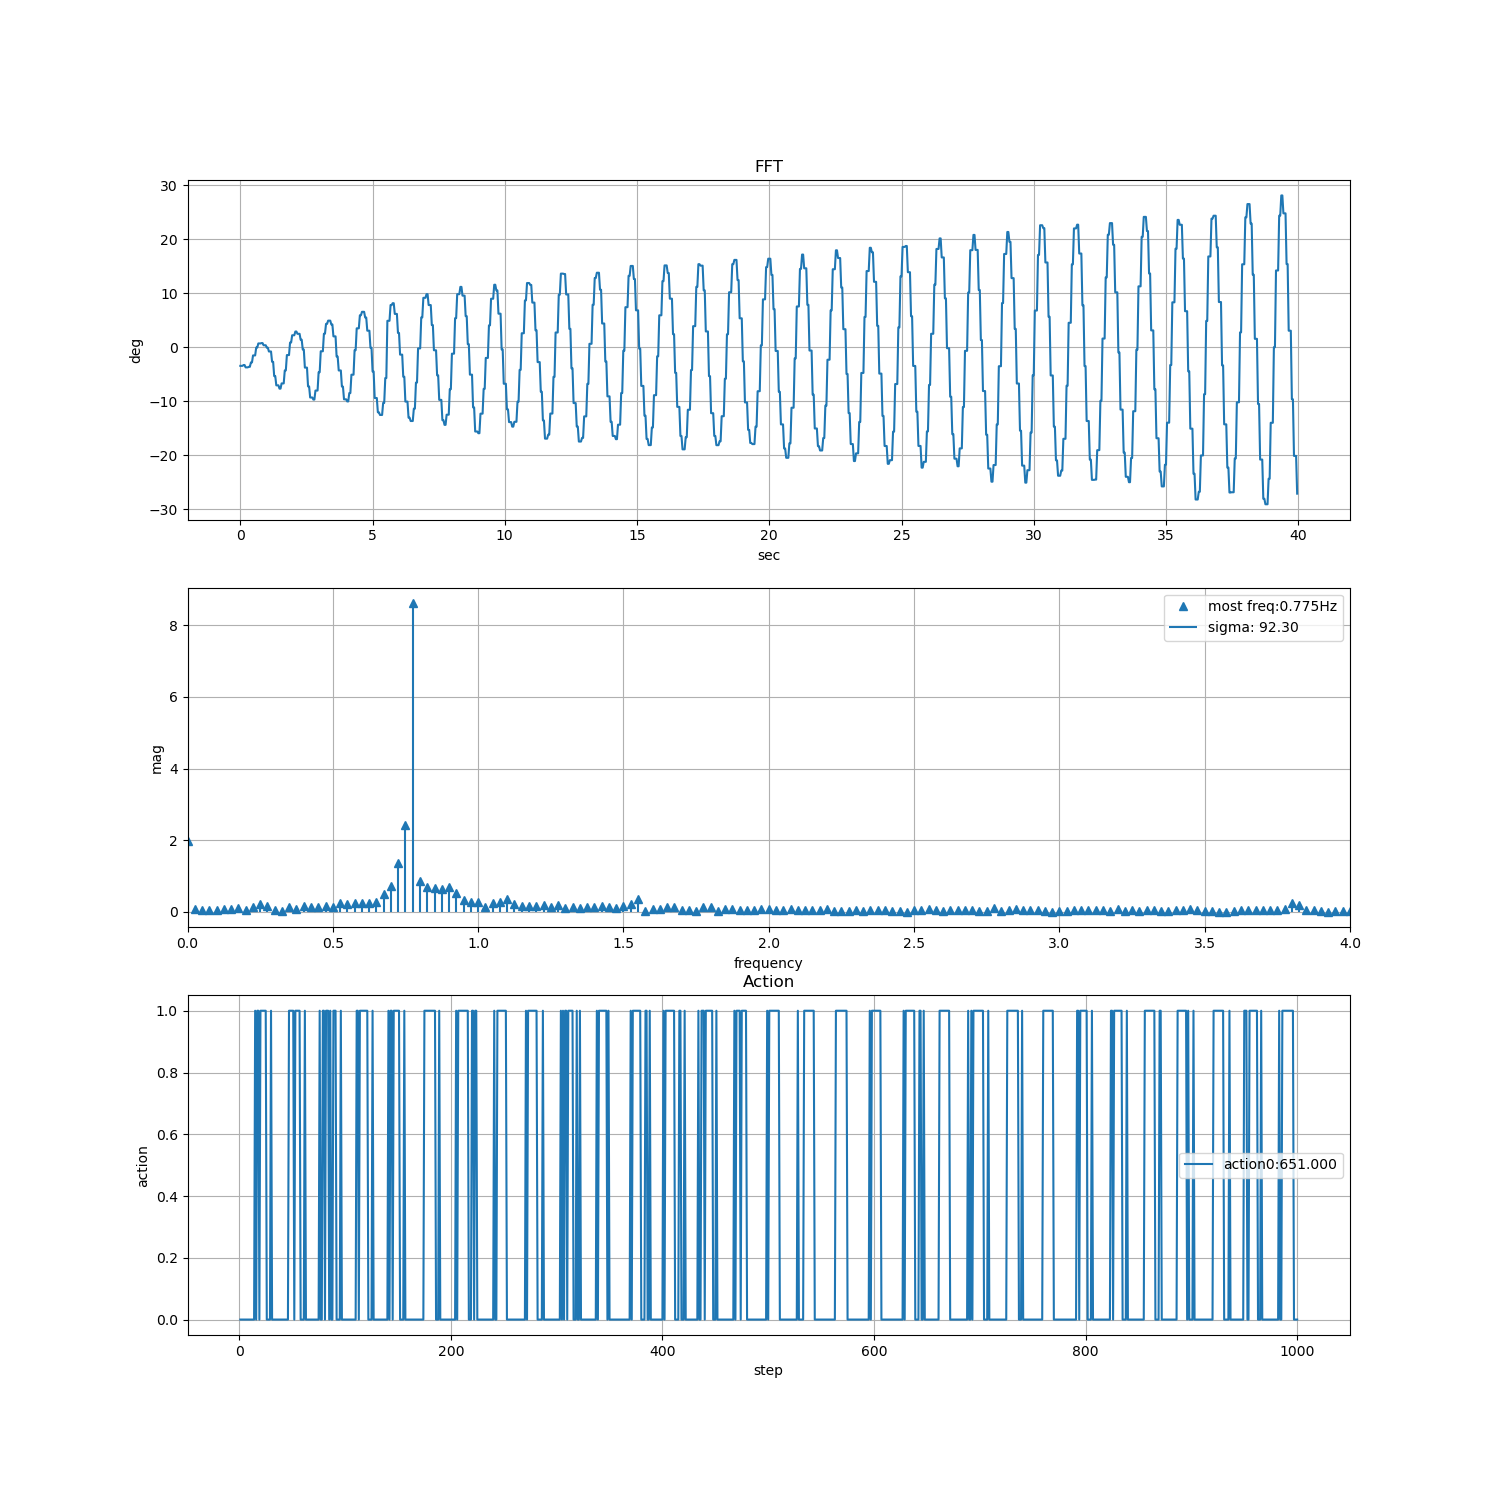 FFT
30
20
10
0
−10
−20
−30
deg
0 5 10 15 20 25 30 35 40
sec
8
6
4
2
0
mag
most freq:0.775Hz
sigma: 92.30
0.0 0.5 1.0 1.5 2.0 2.5 3.0 3.5 4.0
frequency
Action
1.0
0.8
0.6
0.4
0.2
0.0
action
action0:651.000
0 200 400 600 800 1000
step